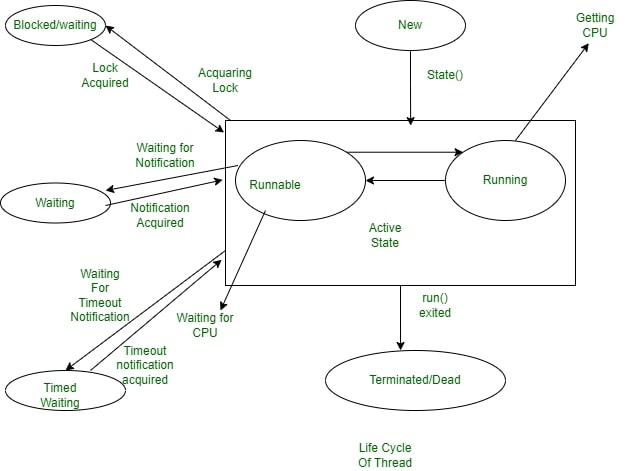 Blocked/waiting
New
Getting
CPU
Lock
Acquired
Acquaring
Lock
State()
Waiting for
Notification
Runnable
Running
Waiting
Notification
Acquired
Active
State
Waiting
For
Timeout
Notification
Waiting for
CPU
run()
exited
Timeout
notification
acquired
Timed
Waiting
Terminated/Dead
Life Cycle
Of Thread